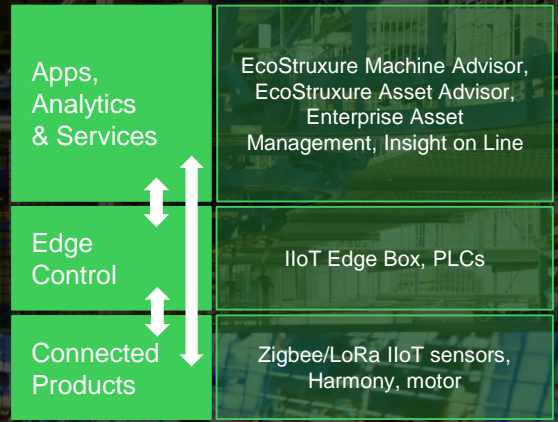 Apps,
Analytics
& Services
EcoStruxure Machine Advisor,
EcoStruxure Asset Advisor,
Enterprise Asset
Management, Insight on Line
Edge
Control
IIoT Edge Box, PLCs
Connected
Products
Zigbee/LoRa IIoT sensors,
Harmony, motor